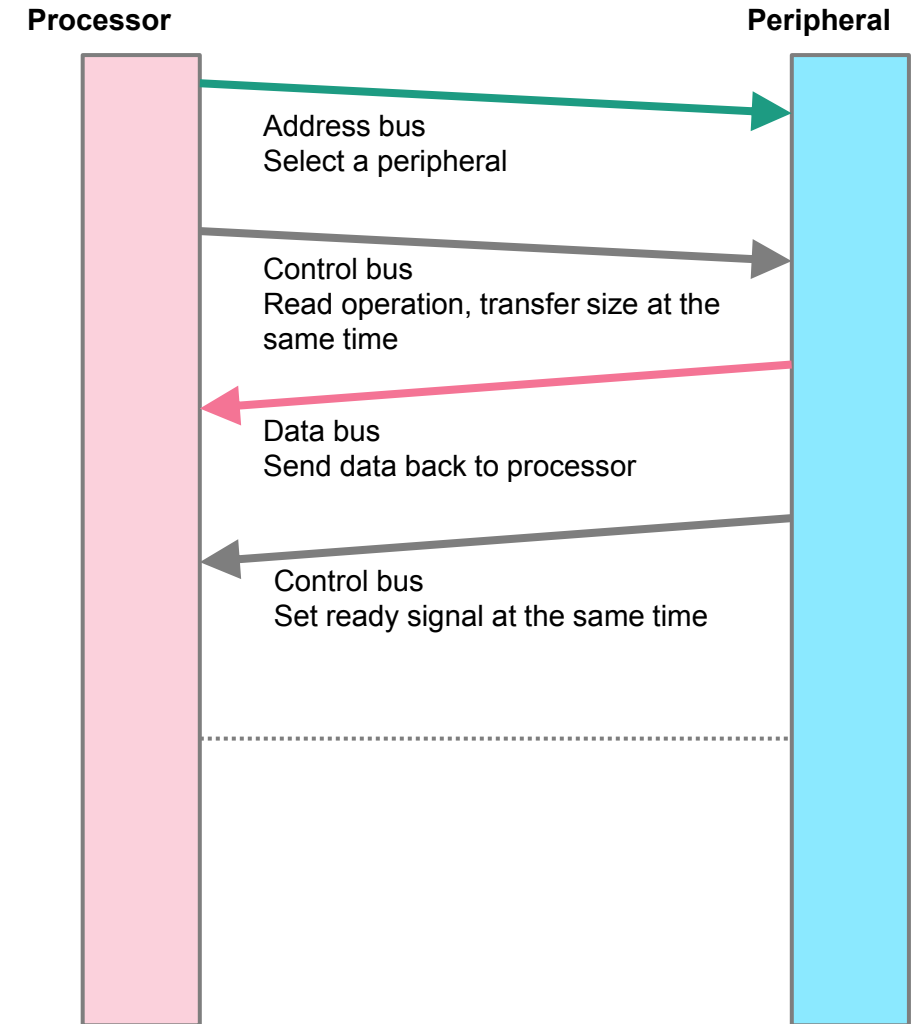 Processor
Peripheral
Address bus
Select a peripheral
Control bus
Read operation, transfer size at the
same time
Data bus
Send data back to processor
Control bus
Set ready signal at the same time